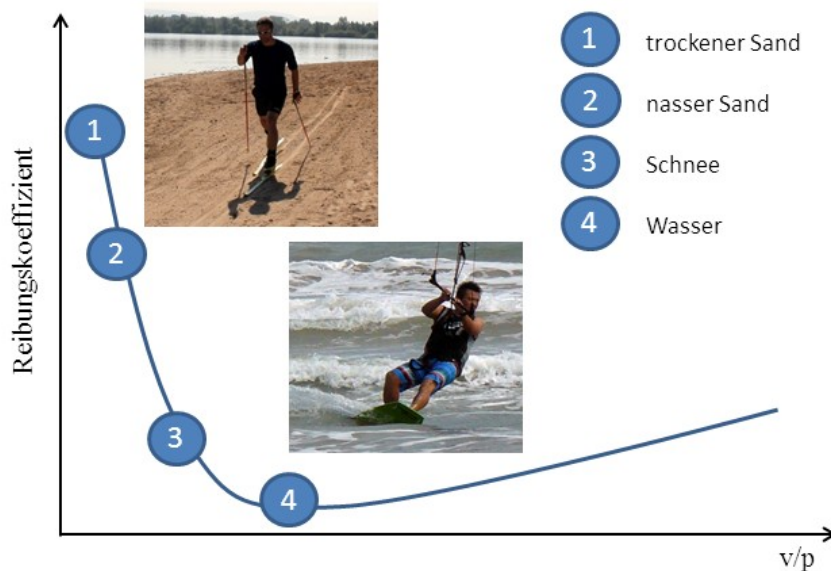 1 trockener Sand
2 nasser Sand
3 Schnee
4 Wasser
Reibungskoeffizient
1
2
3
4
v/p